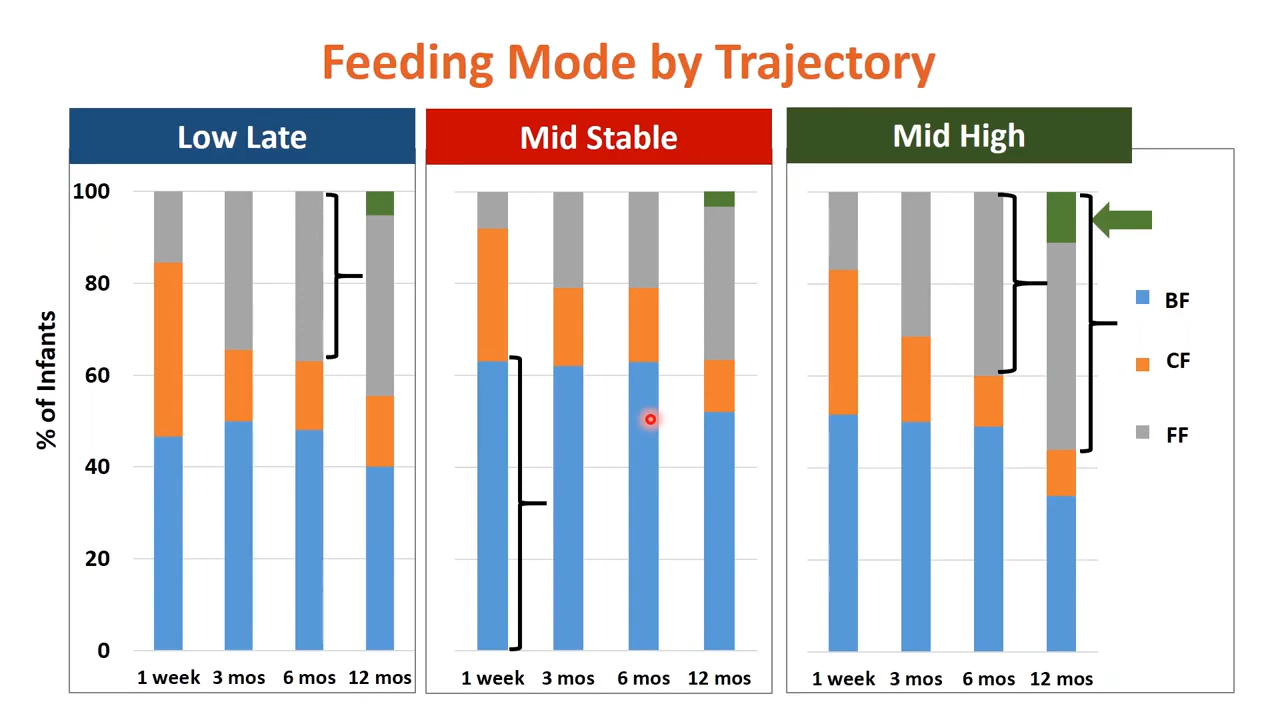 Feeding Mode by Trajectory
Low Late
Mid Stable
Mid High
% of Infants
100
80
60
40
20
0
1 week 3 mos 6 mos 12 mos
1 week 3 mos 6 mos 12 mos
1 week 3 mos 6 mos 12 mos
BF
CF
FF